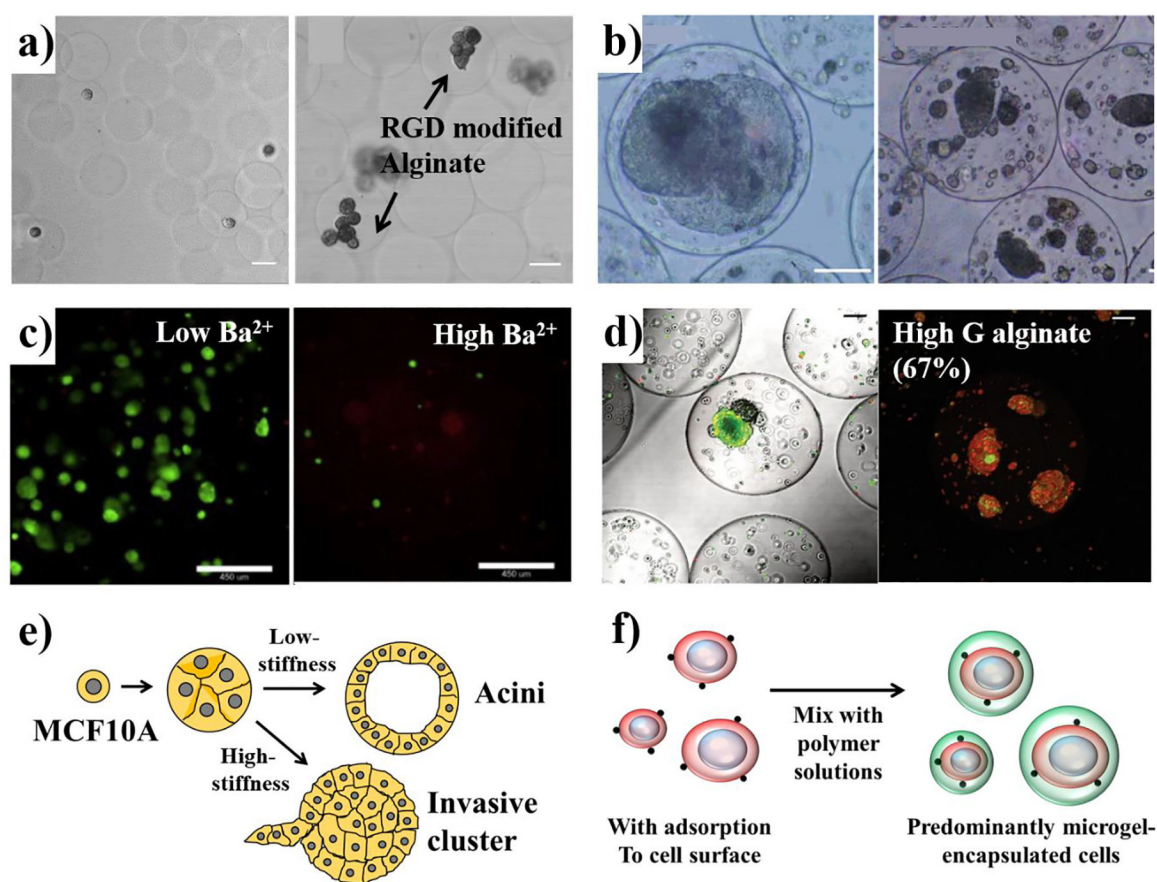 a)
RGD modified
Alginate
b)
c)
Low Ba²⁺
450 um
High Ba²⁺
450 um
d)
High G alginate
(67%)
e)
MCF10A
Low-
stiffness
High-
stiffness
Acini
Invasive
cluster
f)
Mix with
polymer
solutions
With adsorption
To cell surface
Predominantly microgel-
encapsulated cells